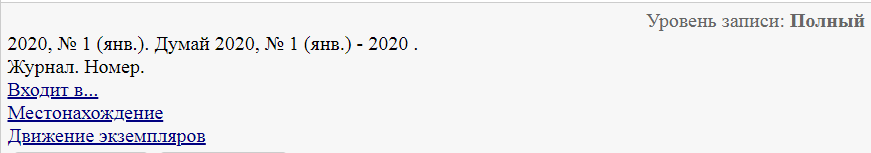 Уровень записи: Полный
2020, № 1 (янв.). Думай 2020, № 1 (янв.) - 2020 .
Журнал. Номер.
Входит в...
Местонахождение
Движение экземпляров